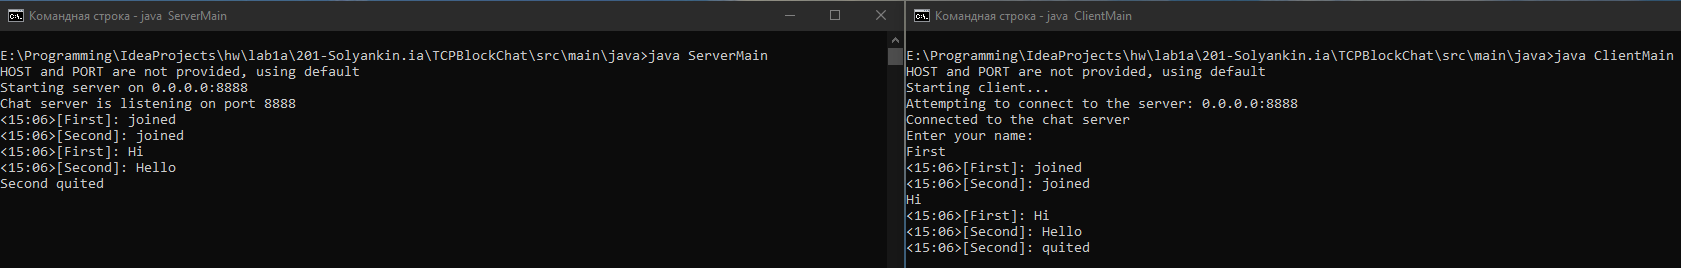 Командная строка - java ServerMain
E:\Programming\IdeaProjects\hw\lab1a\201-Solyankin.ia\TCPBlockChat\src\main\java>java ServerMain
HOST and PORT are not provided, using default
Starting server on 0.0.0.0:8888
Chat server is listening on port 8888
<15:06>[First]: joined
<15:06>[Second]: joined
<15:06>[First]: Hi
<15:06>[Second]: Hello
Second quited
Командная строка - java ClientMain
E:\Programming\IdeaProjects\hw\lab1a\201-Solyankin.ia\TCPBlockChat\src\main\java>java ClientMain
HOST and PORT are not provided, using default
Starting client...
Attempting to connect to the server: 0.0.0.0:8888
Connected to the chat server
Enter your name:
First
<15:06>[First]: joined
<15:06>[Second]: joined
Hi
<15:06>[First]: Hi
<15:06>[Second]: Hello
<15:06>[Second]: quited